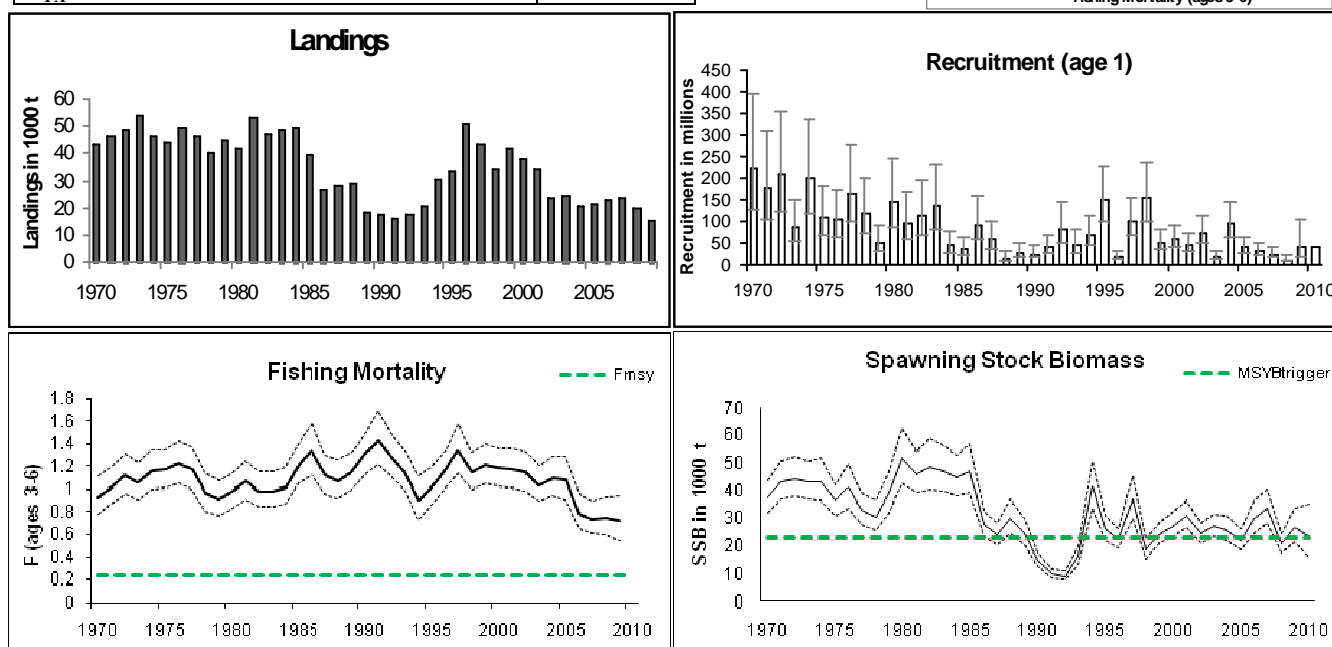 Landings
Landings in 1000 t
60
50
40
30
20
10
0
1970 1975 1980 1985 1990 1995 2000 2005
Recruitment (age 1)
Recruitment in millions
450
400
350
300
250
200
150
100
50
0
1970 1975 1980 1985 1990 1995 2000 2005 2010
Fishing Mortality
Fmsy
F (ages 3-6)
1.8
1.6
1.4
1.2
1
0.8
0.6
0.4
0.2
0
1970 1975 1980 1985 1990 1995 2000 2005 2010
Spawning Stock Biomass
MSYBtrigger
SSB in 1000 t
70
60
50
40
30
20
10
0
1970 1975 1980 1985 1990 1995 2000 2005 2010